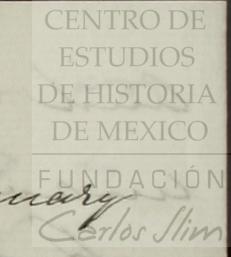 CENTRO DE
ESTUDIOS
DE HISTORIA
DE MEXICO
FUNDACIÓN
Carlos Slim